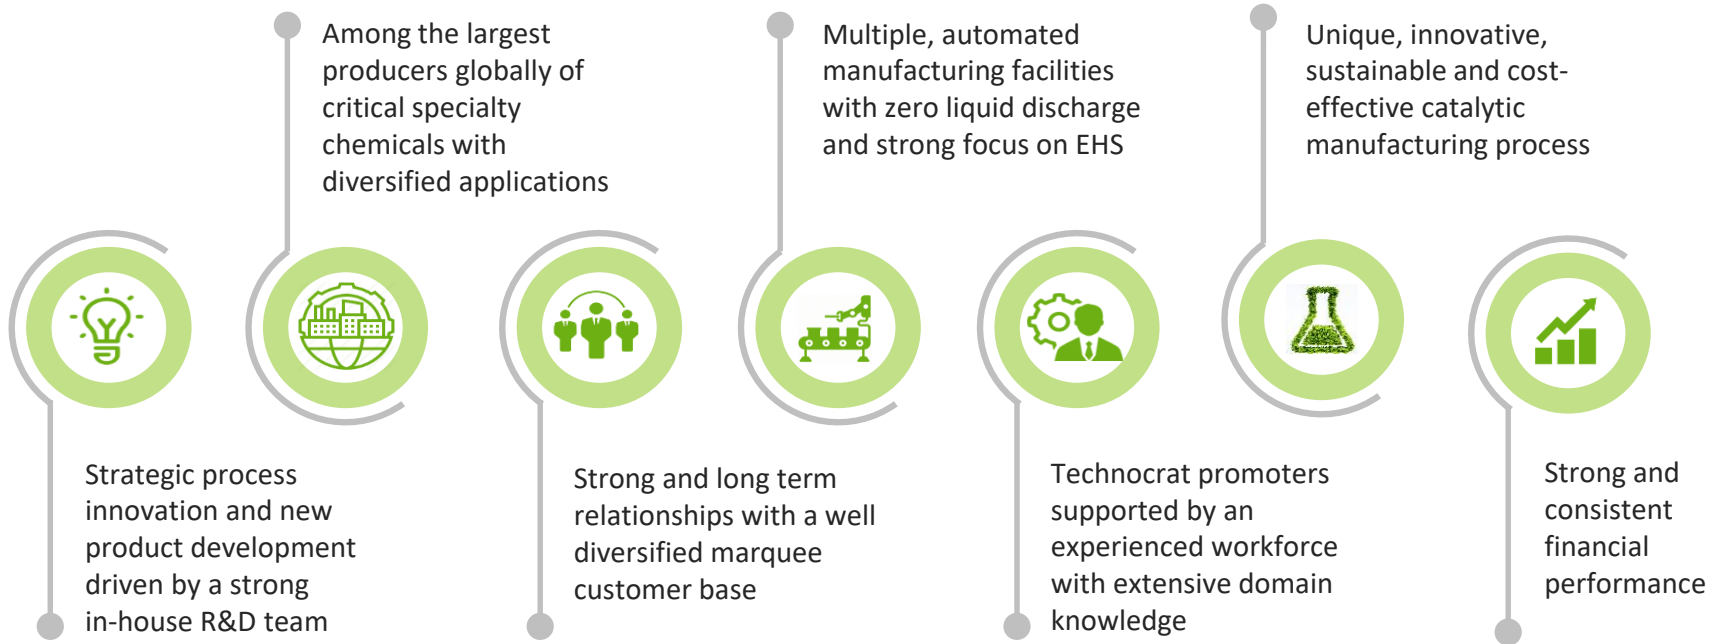 Among the largest
producers globally of
critical specialty
chemicals with
diversified applications
Multiple, automated
manufacturing facilities
with zero liquid discharge
and strong focus on EHS
Unique, innovative,
sustainable and cost-
effective catalytic
manufacturing process
Strategic process
innovation and new
product development
driven by a strong
in-house R&D team
Strong and long term
relationships with a well
diversified marquee
customer base
Technocrat promoters
supported by an
experienced workforce
with extensive domain
knowledge
Strong and
consistent
financial
performance